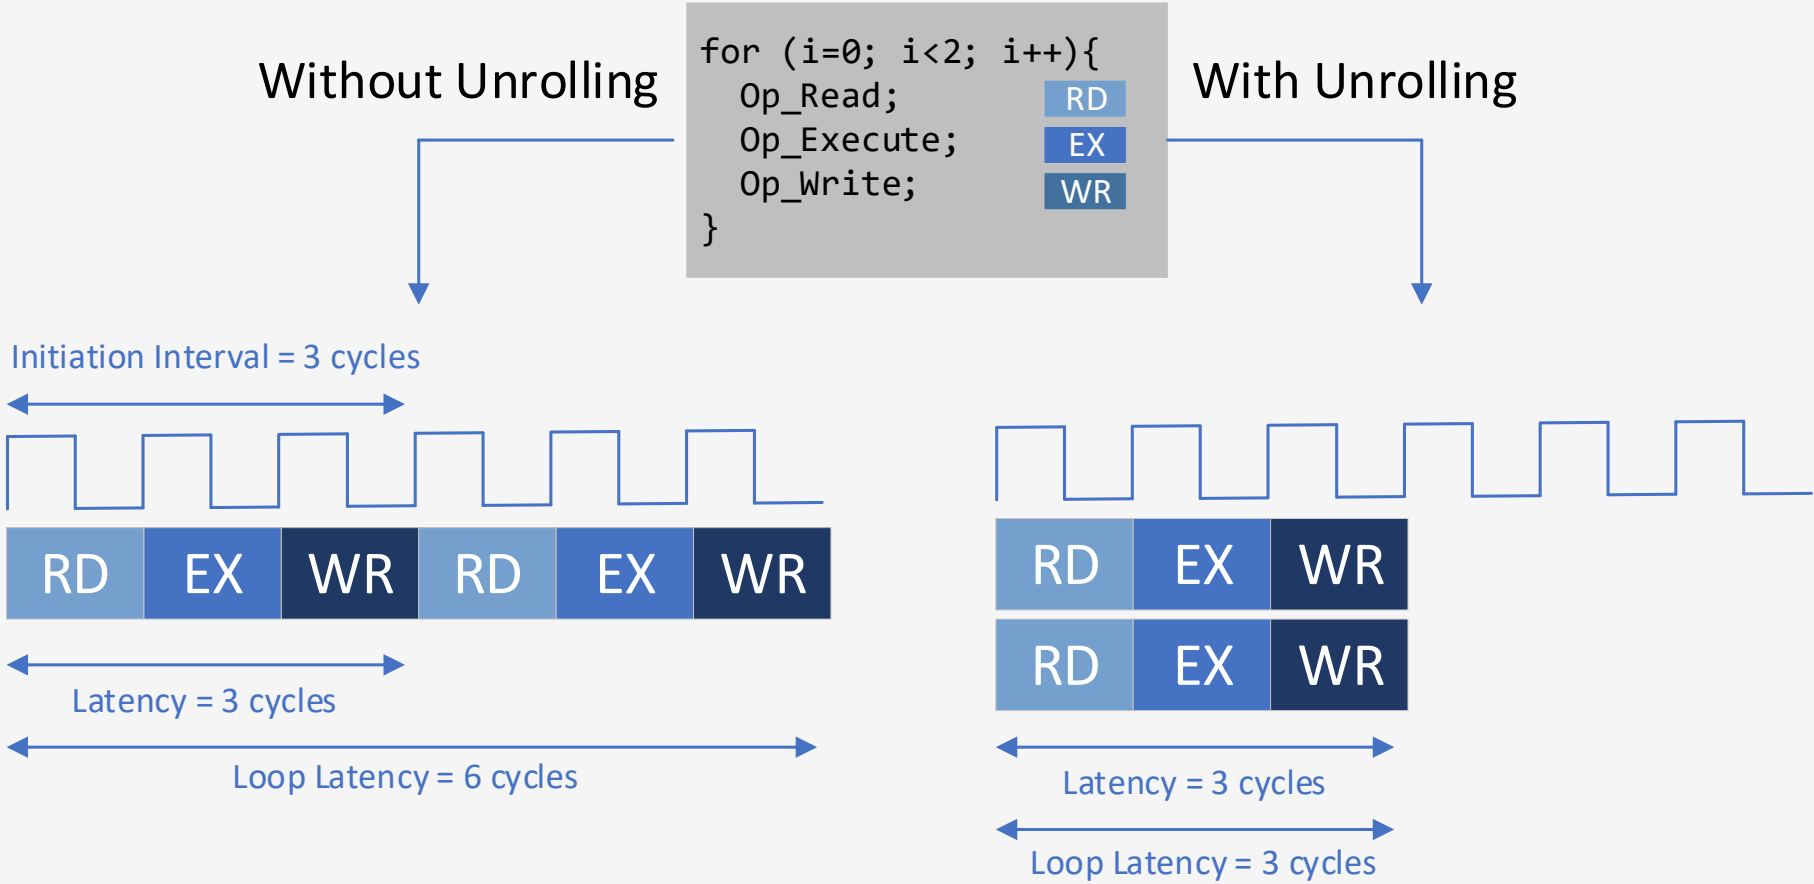 Without Unrolling
for (i=0; i<2; i++){
Op_Read; RD
Op_Execute; EX
Op_Write; WR
}
With Unrolling
Initiation Interval = 3 cycles
RD EX WR RD EX WR
Latency = 3 cycles
Loop Latency = 6 cycles
RD EX WR
RD EX WR
Latency = 3 cycles
Loop Latency = 3 cycles